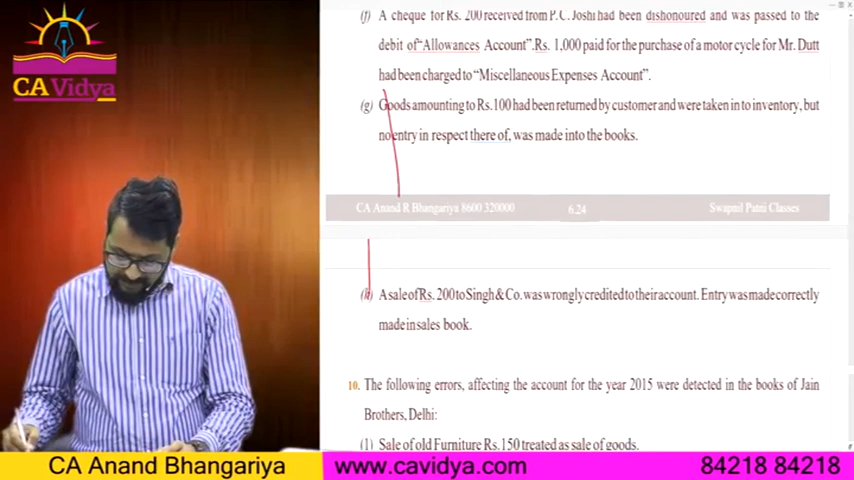 CA Vidya
(f) A cheque for Rs. 200 received from P. C. Joshi had been dishonoured and was passed to the
debit of "Allowances Account". Rs. 1,000 paid for the purchase of a motor cycle for Mr. Dutt
had been charged to "Miscellaneous Expenses Account".
(g) Goods amounting to Rs. 100 had been returned by customer and were taken in to inventory, but
no entry in respect there of, was made into the books.
CA Anand R Bhangariya 8600 320000 6.24 Swapnil Patni Classes
(h) A sale of Rs. 200 to Singh & Co. was wrongly credited to their account. Entry was made correctly
made in sales book.
10. The following errors, affecting the account for the year 2015 were detected in the books of Jain
Brothers, Delhi:
(1) Sale of old Furniture Rs. 150 treated as sale of goods.
CA Anand Bhangariya www.cavidya.com 84218 84218